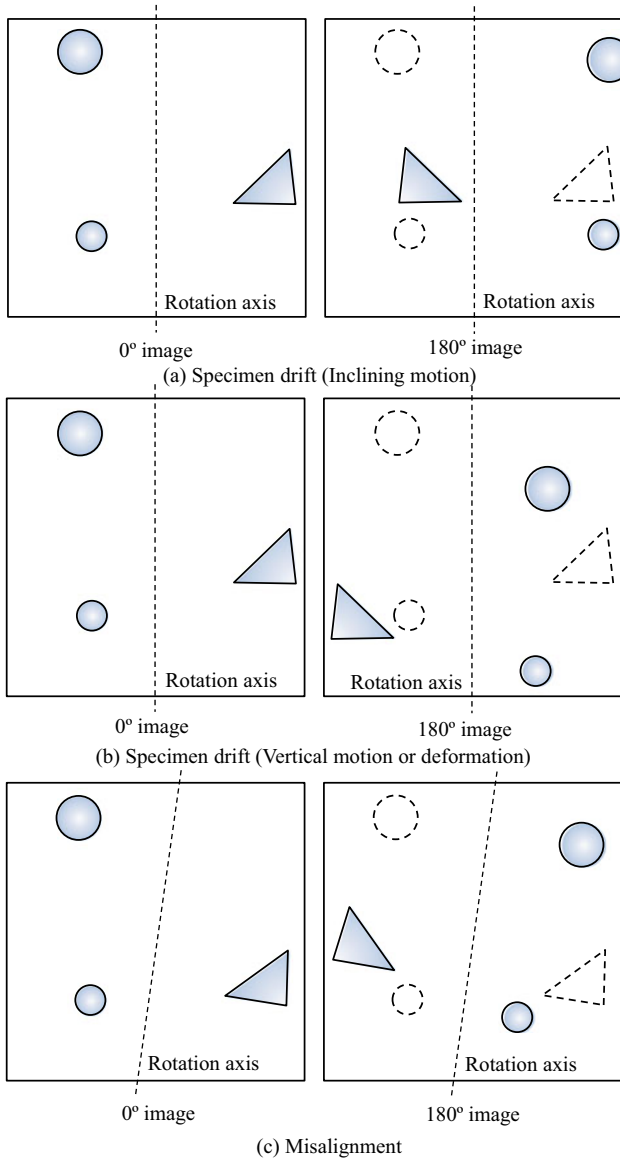 Rotation axis
Rotation axis
0º image
180º image
(a) Specimen drift (Inclining motion)
Rotation axis
Rotation axis
0º image
180º image
(b) Specimen drift (Vertical motion or deformation)
Rotation axis
Rotation axis
0º image
180º image
(c) Misalignment